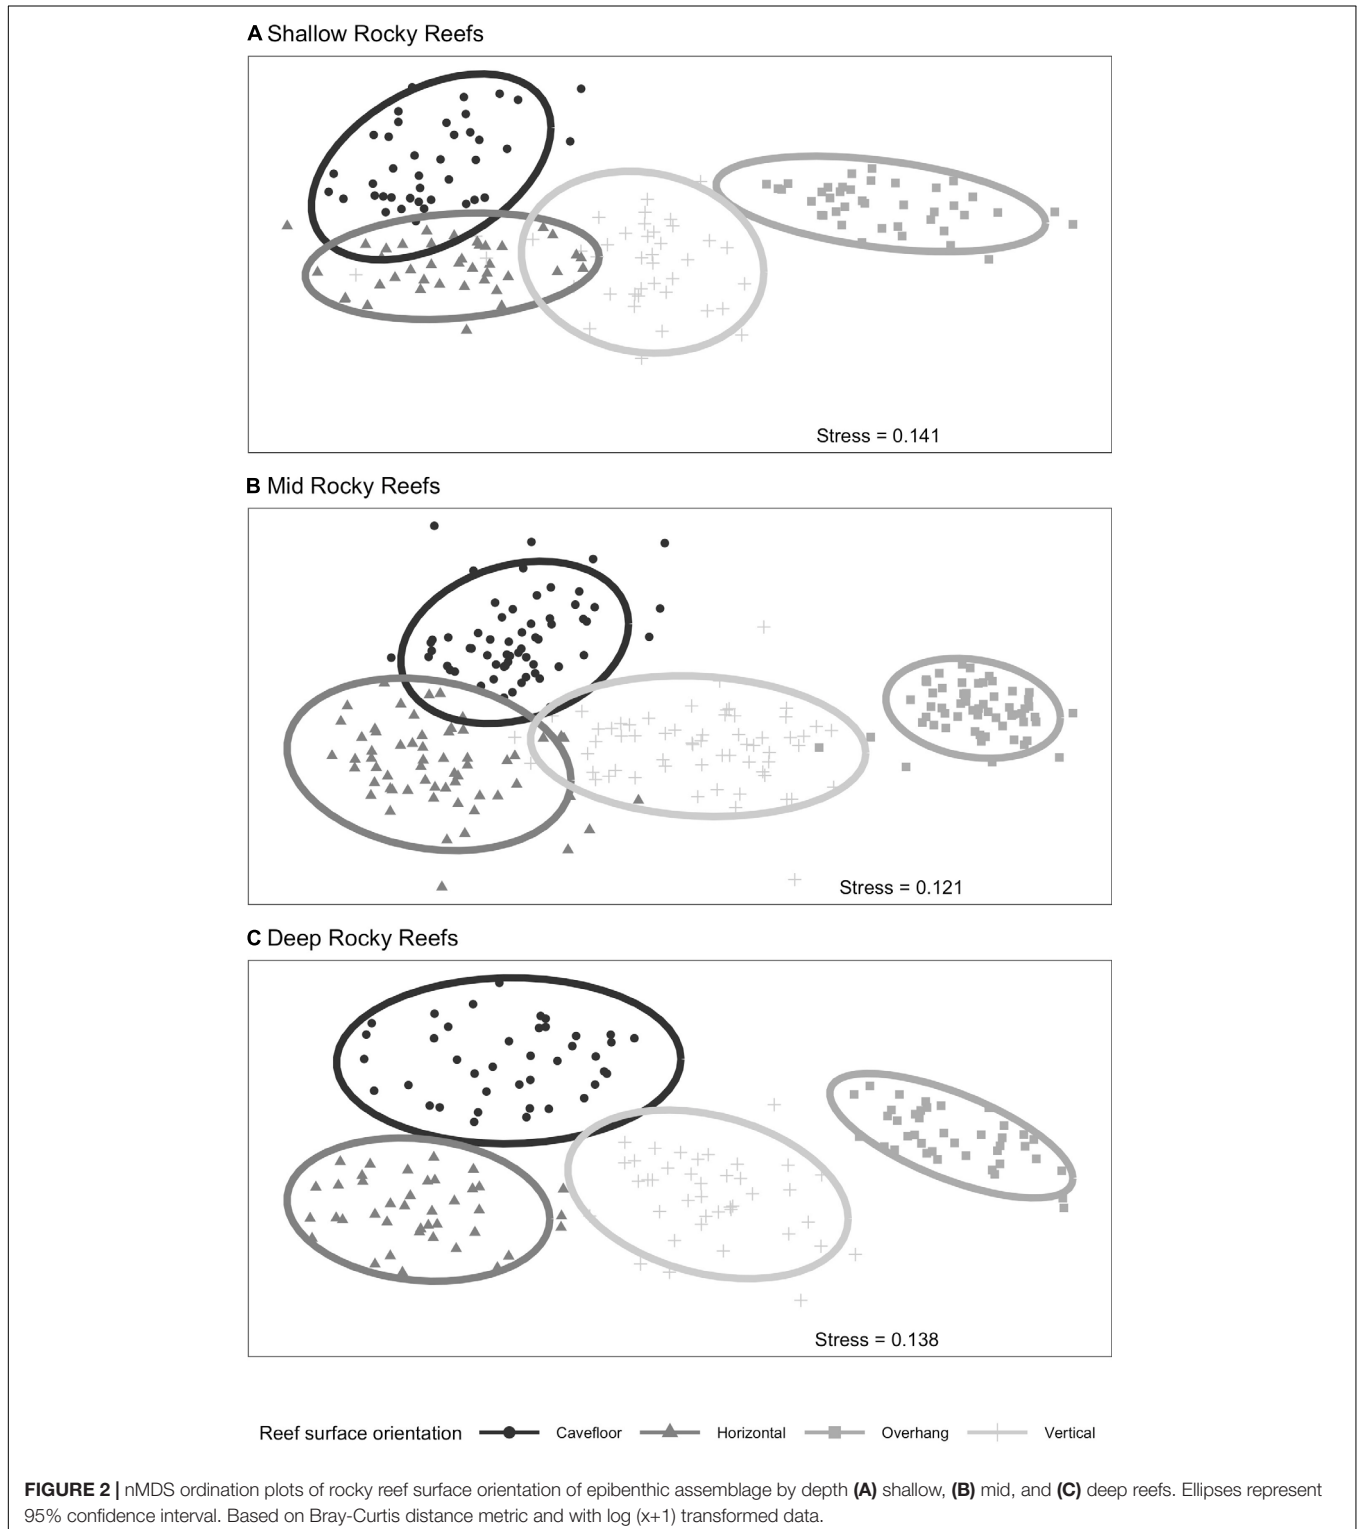 A Shallow Rocky Reefs
Stress = 0.141
B Mid Rocky Reefs
Stress = 0.121
C Deep Rocky Reefs
Stress = 0.138
Reef surface orientation Cavefloor Horizontal Overhang Vertical
FIGURE 2 | nMDS ordination plots of rocky reef surface orientation of epibenthic assemblage by depth (A) shallow, (B) mid, and (C) deep reefs. Ellipses represent
95% confidence interval. Based on Bray-Curtis distance metric and with log (x+1) transformed data.